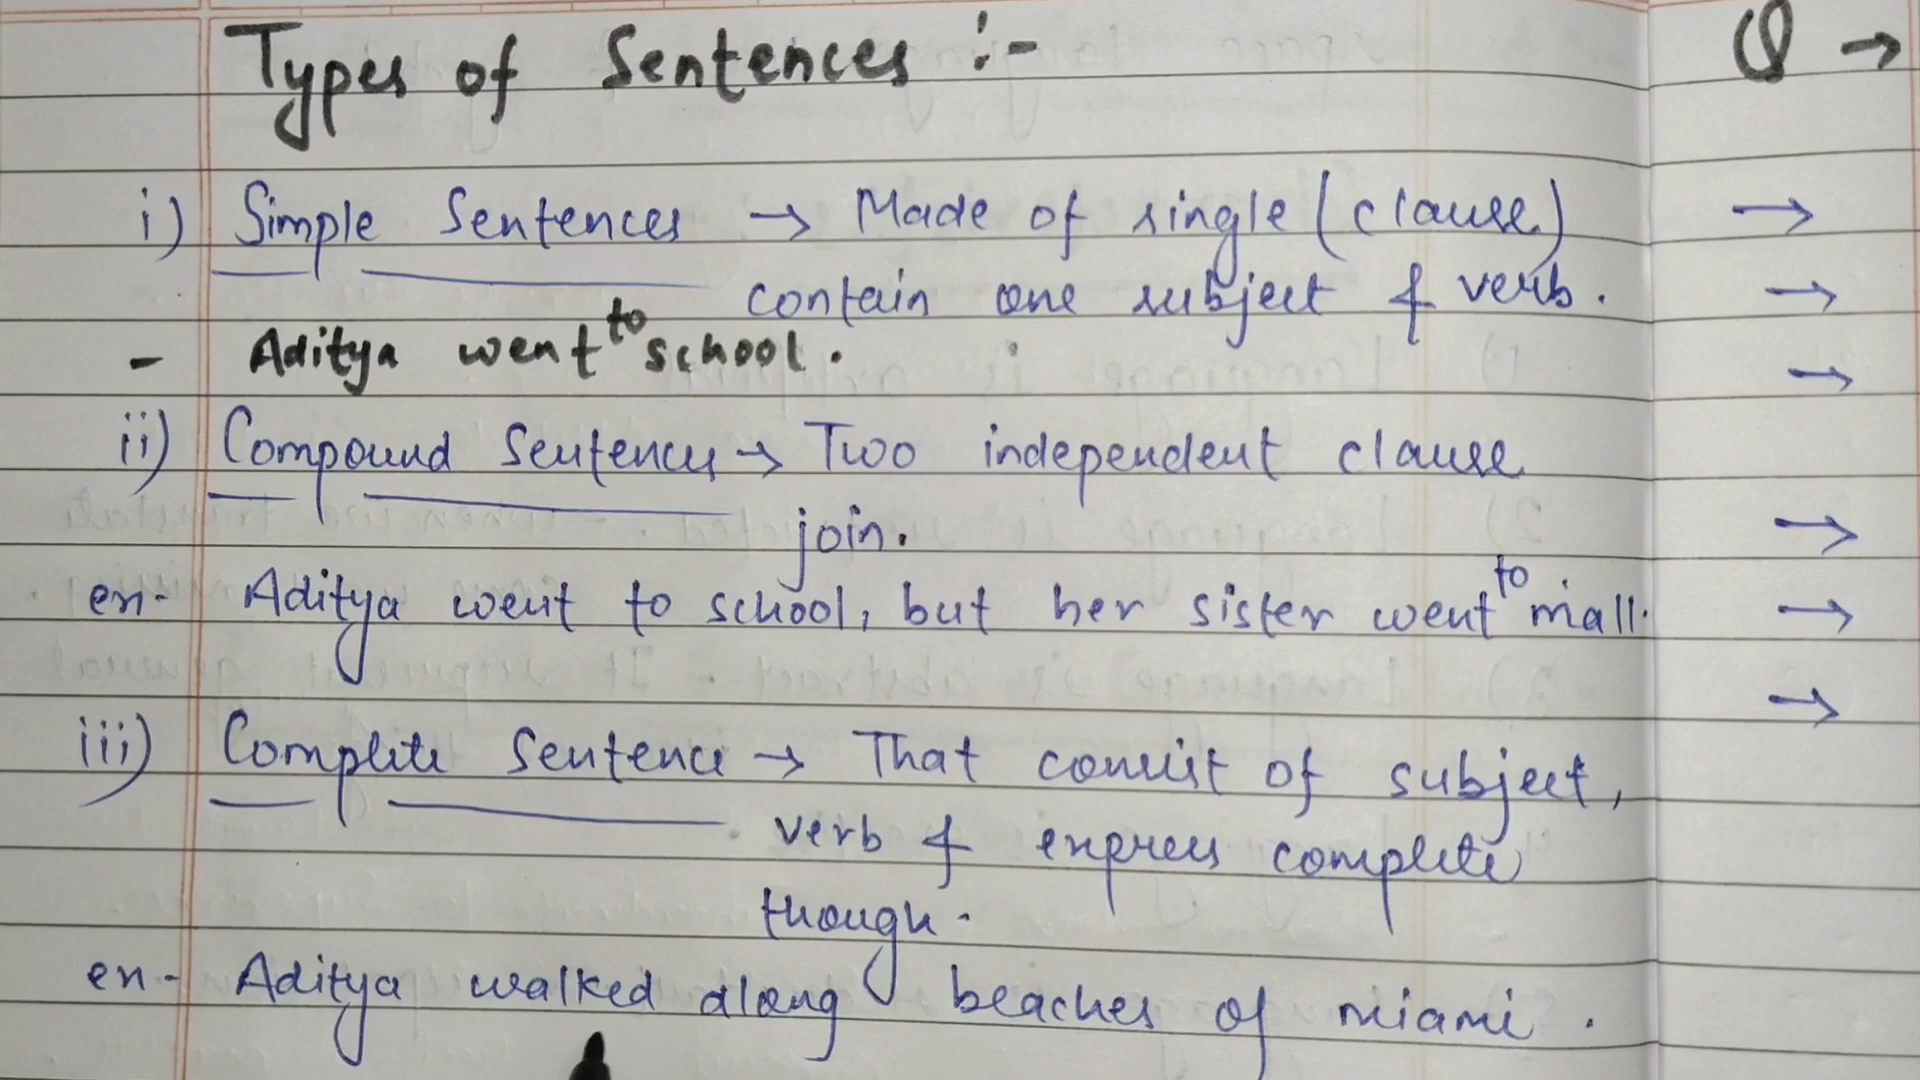 Types of Sentences :-
Q →
i) Simple Sentences → Made of single (clause)
contain one subject & verb.
- Aditya went to school.
ii) Compound Sentences → Two independent clause
join.
ex- Aditya went to school, but her sister went to mall.
iii) Complete Sentence → That consist of subject,
verb & express complete
though.
ex- Aditya walked along beaches of miami.